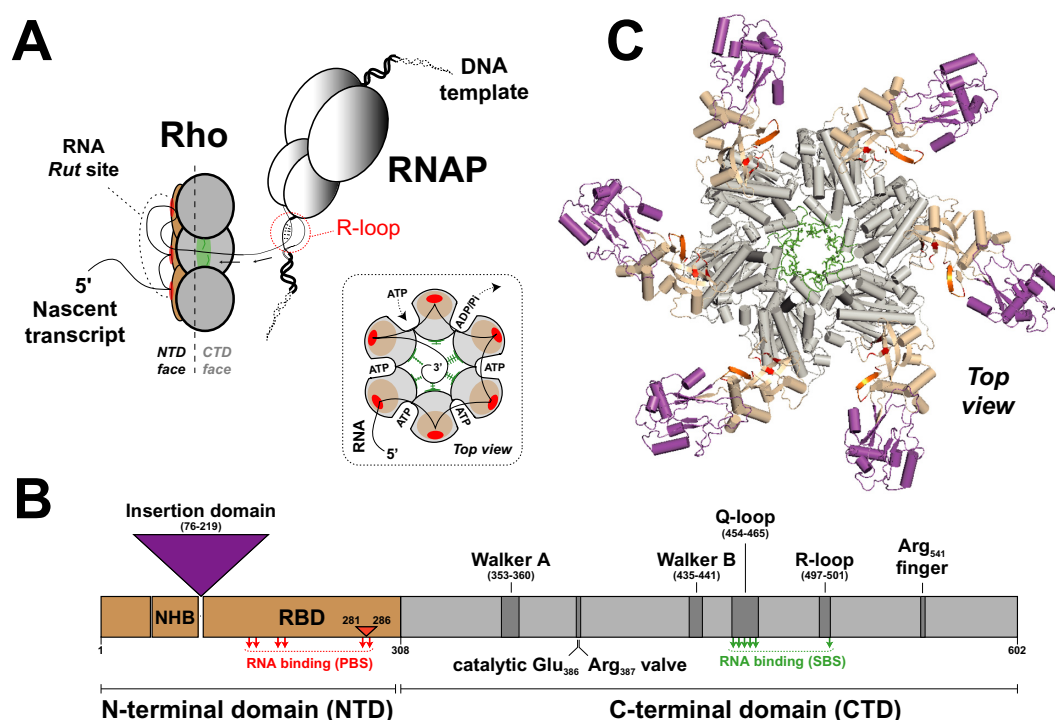 A
DNA
template
Rho
RNA
Rut site
RNAP
R-loop
5'
Nascent
transcript
NTD
face
CTD
face
ATP
ADP/Pi
ATP
3'
ATP
ATP
ATP
RNA
5'
Top view
C
Top
view
B
Insertion domain
(76-219)
Q-loop
(454-465)
Walker A
(353-360)
Walker B
(435-441)
R-loop
(497-501)
Arg541
finger
NHB
RBD
281 286
1
308
602
RNA binding (PBS)
catalytic Glu386 Arg387 valve
RNA binding (SBS)
N-terminal domain (NTD)
C-terminal domain (CTD)